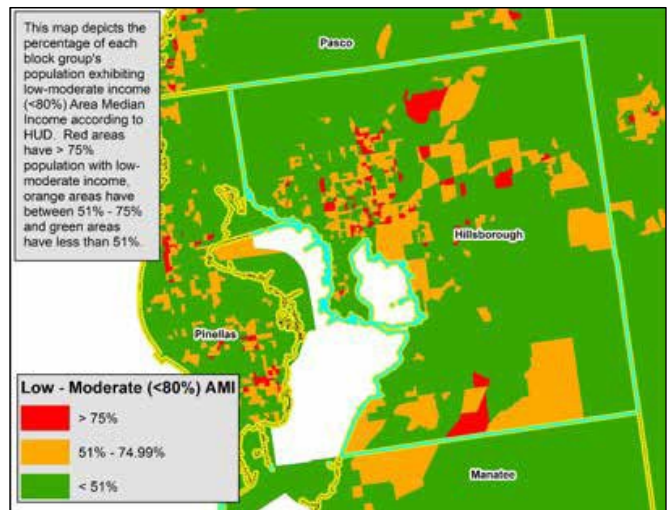 This map depicts the
percentage of each
block group's
population exhibiting
low-moderate income
(<80%) Area Median
Income according to
HUD. Red areas
have > 75%
population with low-
moderate income,
orange areas have
between 51% - 75%
and green areas
have less than 51%.
Pasco
Hillsborough
Pinellas
Manatee
Low - Moderate (<80%) AMI
> 75%
51% - 74.99%
< 51%